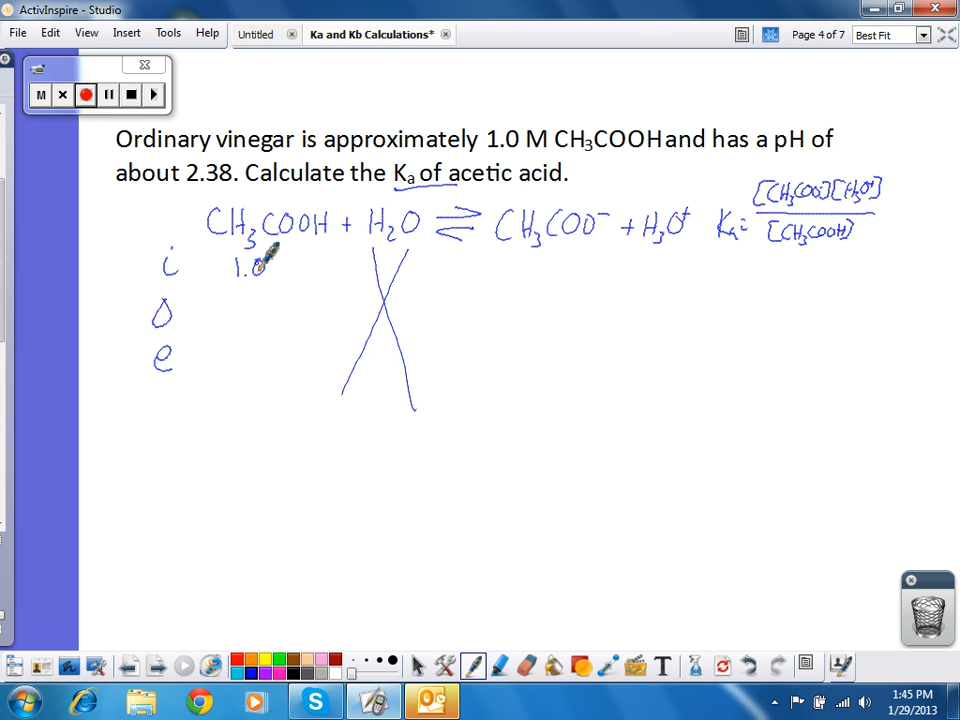 ActivInspire - Studio
File Edit View Insert Tools Help Untitled Ka and Kb Calculations* Page 4 of 7 Best Fit
M
Ordinary vinegar is approximately 1.0 M CH₃COOH and has a pH of
about 2.38. Calculate the Kₐ of acetic acid.
CH₃COOH + H₂O ⇌ CH₃COO⁻ + H₃O⁺ Kₐ = [CH₃COO⁻][H₃O⁺]
[CH₃COOH]
i 1.0
Δ
e
T
1:45 PM
1/29/2013